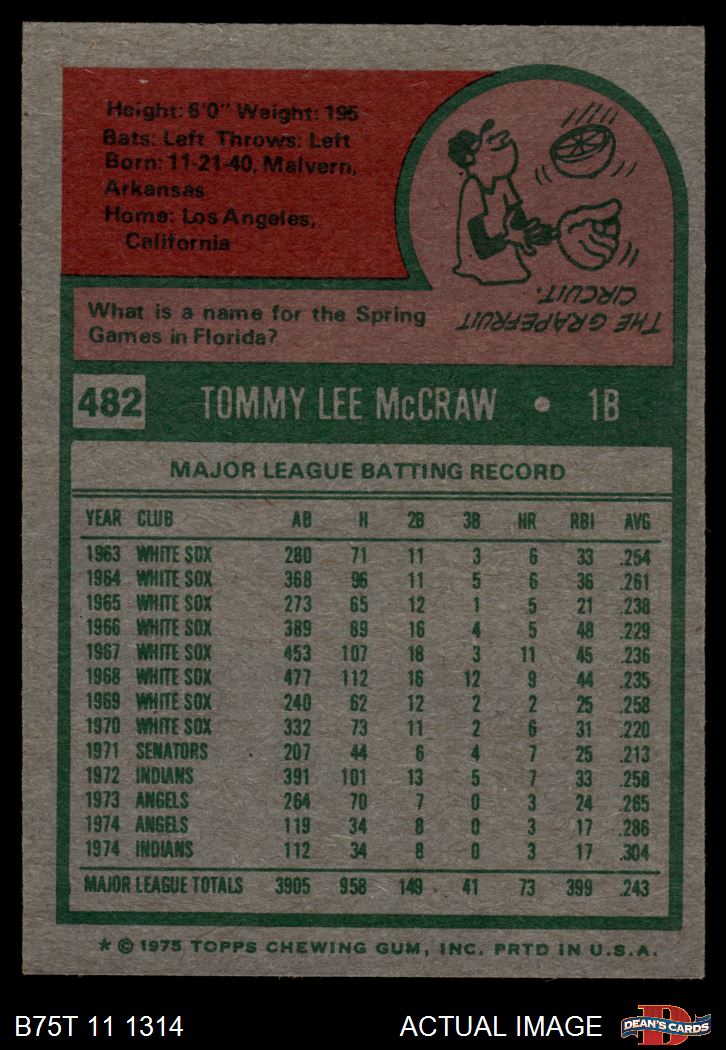 Height: 6'0" Weight: 195
Bats: Left Throws: Left
Born: 11-21-40, Malvern,
Arkansas
Home: Los Angeles,
California
What is a name for the Spring
Games in Florida?
THE GRAPEFRUIT
CIRCUIT.
482 TOMMY LEE McCRAW • 1B
MAJOR LEAGUE BATTING RECORD
YEAR CLUB AB H 2B 3B HR RBI AVG
1963 WHITE SOX 280 71 11 3 6 33 .254
1964 WHITE SOX 368 96 11 5 6 36 .261
1965 WHITE SOX 273 65 12 1 5 21 .238
1966 WHITE SOX 389 89 16 4 5 48 .229
1967 WHITE SOX 453 107 18 3 11 45 .236
1968 WHITE SOX 477 112 16 12 9 44 .235
1969 WHITE SOX 240 62 12 2 2 25 .258
1970 WHITE SOX 332 73 11 2 6 31 .220
1971 SENATORS 207 44 6 4 7 25 .213
1972 INDIANS 391 101 13 5 7 33 .258
1973 ANGELS 264 70 7 0 3 24 .265
1974 ANGELS 119 34 8 0 3 17 .286
1974 INDIANS 112 34 8 0 3 17 .304
MAJOR LEAGUE TOTALS 3905 958 149 41 73 399 .243
* © 1975 TOPPS CHEWING GUM, INC. PRTD IN U.S.A.
B75T 11 1314 ACTUAL IMAGE
D
DEAN'S CARDS